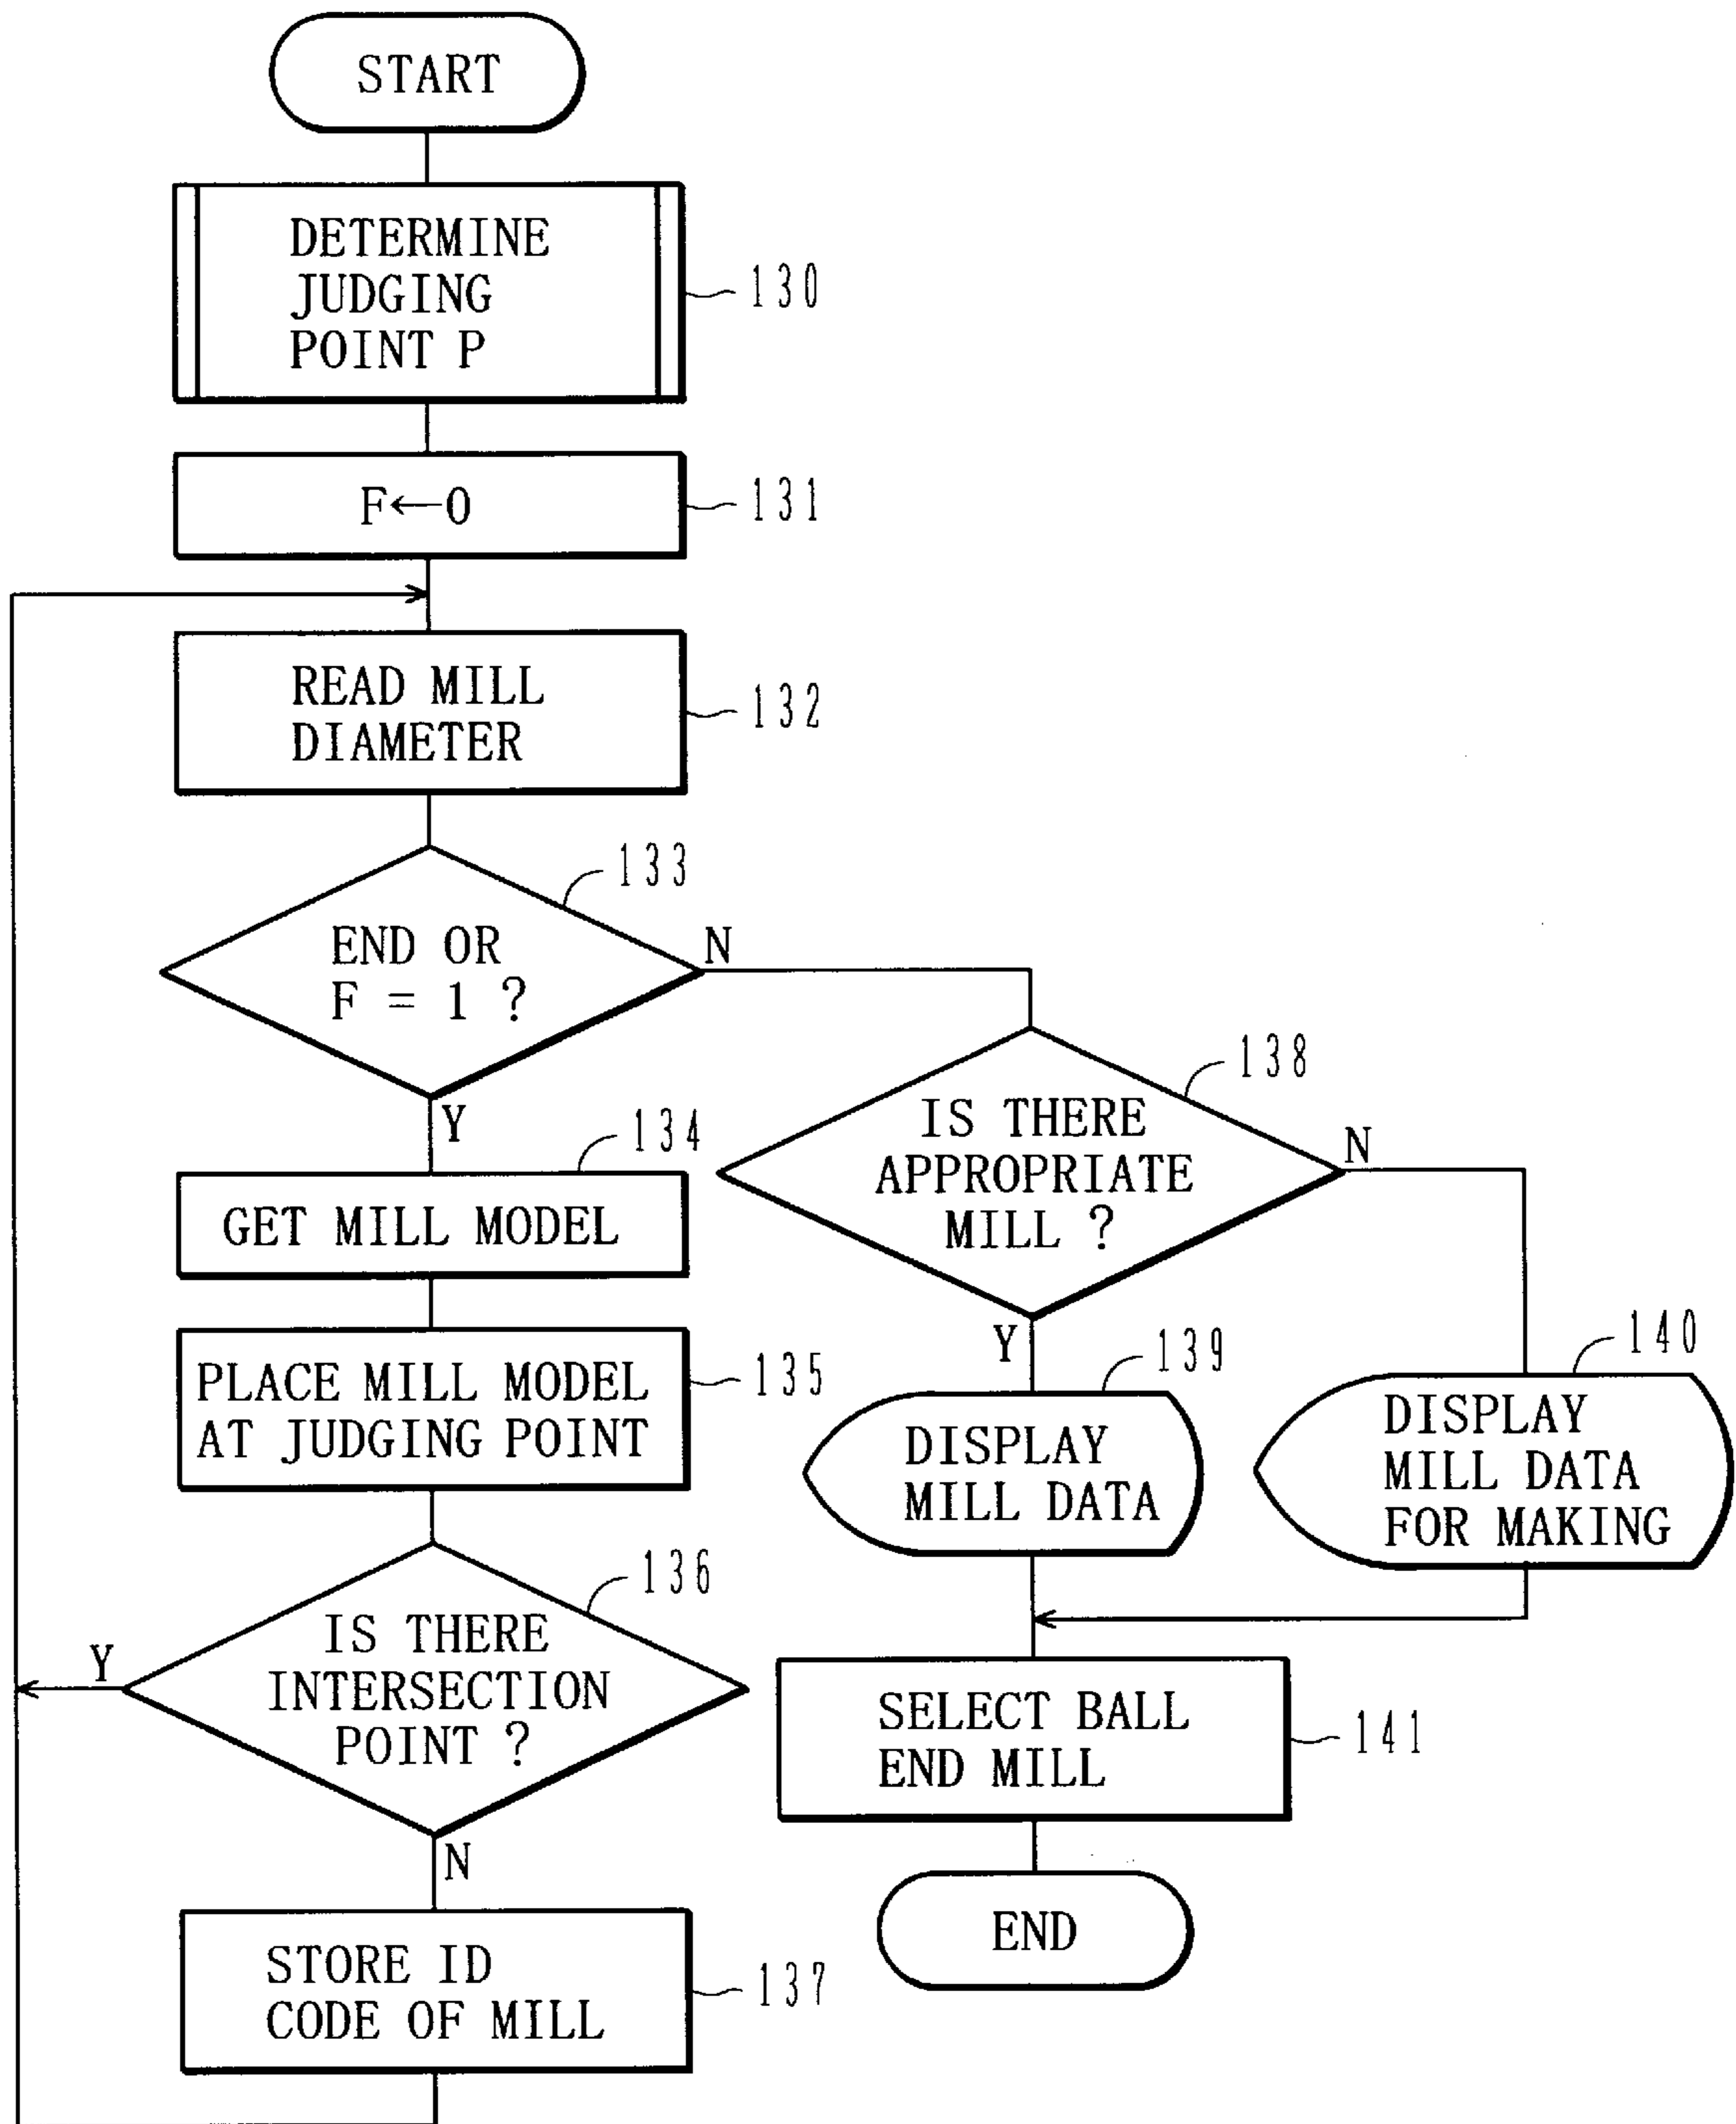 START
DETERMINE
JUDGING
POINT P
130
F←0
131
READ MILL
DIAMETER
132
133
END OR
F = 1 ?
N
Y
134
GET MILL MODEL
PLACE MILL MODEL
AT JUDGING POINT
135
136
IS THERE
INTERSECTION
POINT ?
Y
N
STORE ID
CODE OF MILL
137
138
IS THERE
APPROPRIATE
MILL ?
N
Y
139
DISPLAY
MILL DATA
140
DISPLAY
MILL DATA
FOR MAKING
SELECT BALL
END MILL
141
END